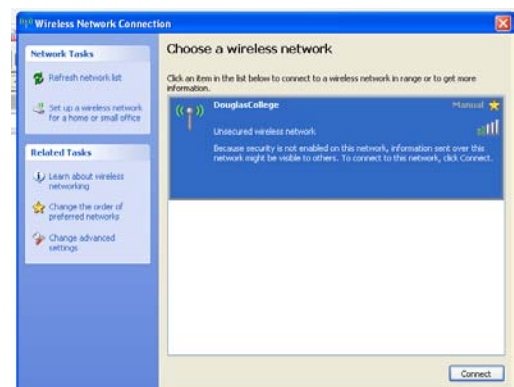 Wireless Network Connection
Network Tasks
Refresh network list
Set up a wireless network
for a home or small office
Related Tasks
Learn about wireless
networking
Change the order of
preferred networks
Change advanced
settings
Choose a wireless network
Click an item in the list below to connect to a wireless network in range or to get more
information.
DouglasCollege
Manual
Unsecured wireless network
Because security is not enabled on this network, information sent over this
network might be visible to others. To connect to this network, click Connect.
Connect